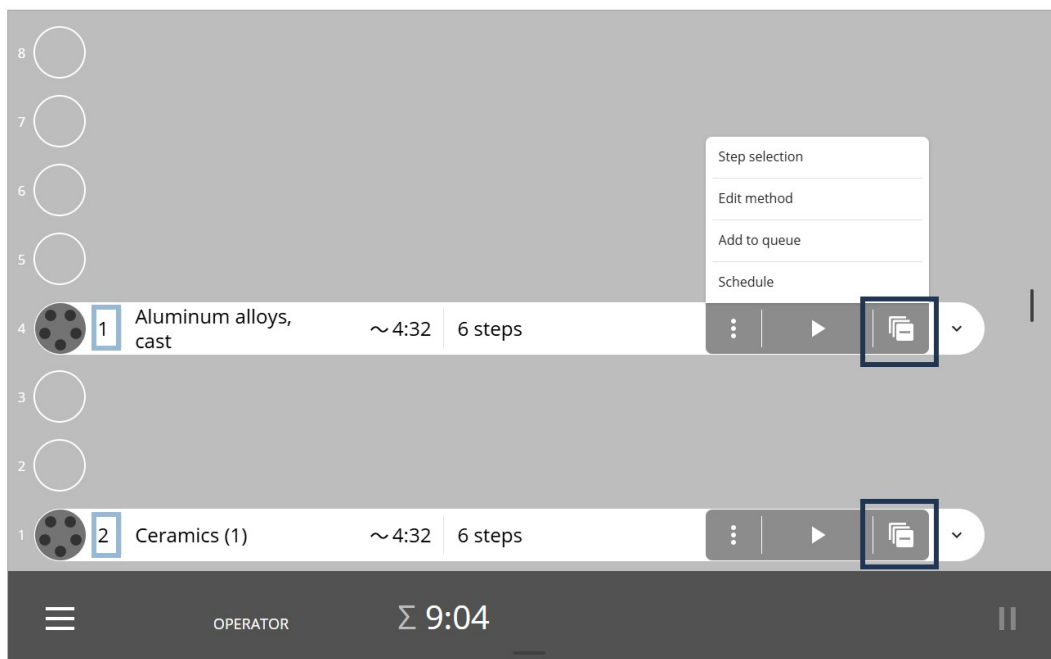 8
7
6
5
Step selection
Edit method
Add to queue
Schedule
4 1 Aluminum alloys, cast ~4:32 6 steps
3
2
1 2 Ceramics (1) ~4:32 6 steps
OPERATOR Σ 9:04